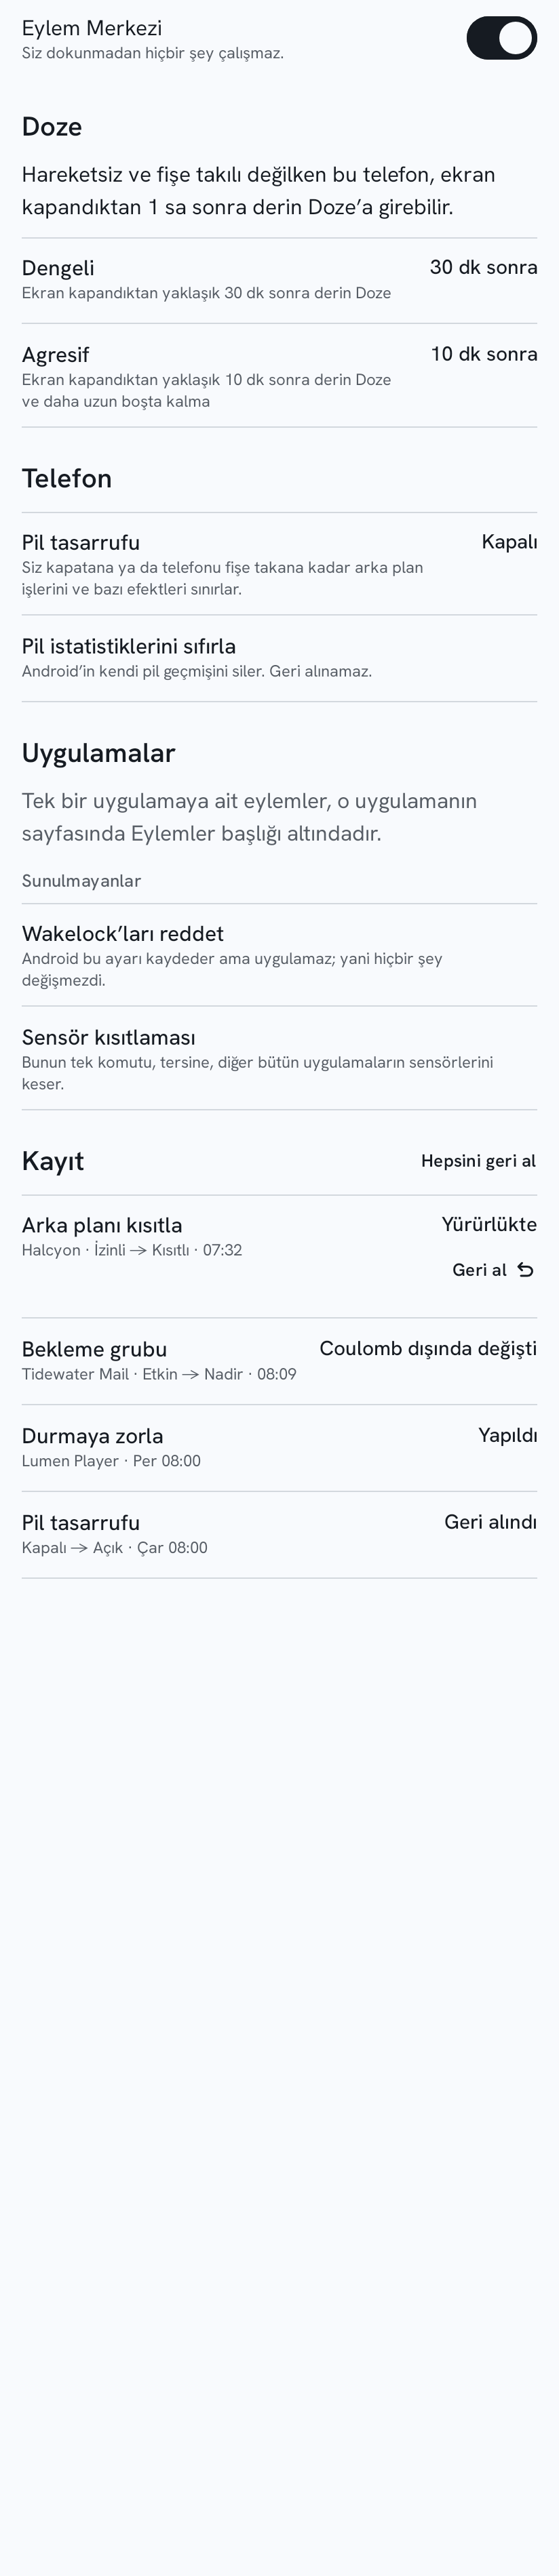 Eylem Merkezi
Siz dokunmadan hiçbir şey çalışmaz.
Doze
Hareketsiz ve fişe takılı değilken bu telefon, ekran
kapandıktan 1 sa sonra derin Doze’a girebilir.
Dengeli
30 dk sonra
Ekran kapandıktan yaklaşık 30 dk sonra derin Doze
Agresif
10 dk sonra
Ekran kapandıktan yaklaşık 10 dk sonra derin Doze
ve daha uzun boşta kalma
Telefon
Pil tasarrufu
Kapalı
Siz kapatana ya da telefonu fişe takana kadar arka plan
işlerini ve bazı efektleri sınırlar.
Pil istatistiklerini sıfırla
Android’in kendi pil geçmişini siler. Geri alınamaz.
Uygulamalar
Tek bir uygulamaya ait eylemler, o uygulamanın
sayfasında Eylemler başlığı altındadır.
Sunulmayanlar
Wakelock’ları reddet
Android bu ayarı kaydeder ama uygulamaz; yani hiçbir şey
değişmezdi.
Sensör kısıtlaması
Bunun tek komutu, tersine, diğer bütün uygulamaların sensörlerini
keser.
Kayıt
Hepsini geri al
Arka planı kısıtla
Yürürlükte
Halcyon · İzinli → Kısıtlı · 07:32
Geri al
Bekleme grubu
Coulomb dışında değişti
Tidewater Mail · Etkin → Nadir · 08:09
Durmaya zorla
Yapıldı
Lumen Player · Per 08:00
Pil tasarrufu
Geri alındı
Kapalı → Açık · Çar 08:00